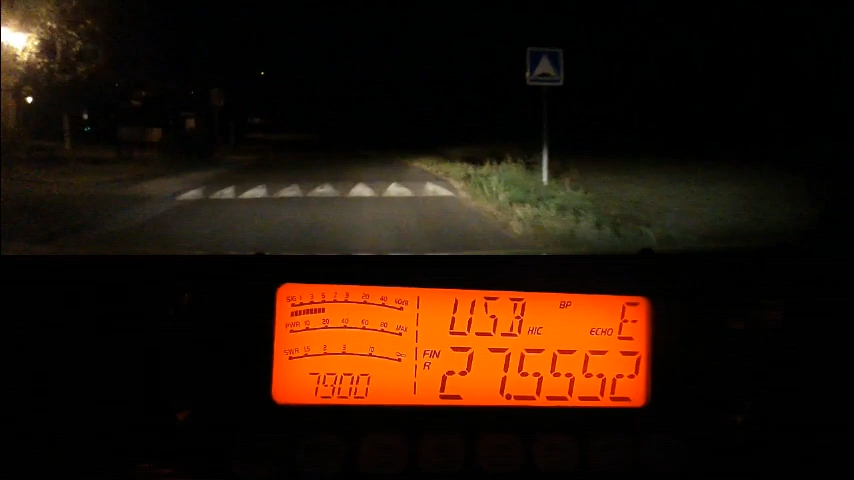 SIG 1 3 5 7 9 20 40 60dB
PWR 10 20 40 60 80 MAX
SWR 1.5 2 3 10 ∞
7900
USB HIC BP ECHO E
FIN
R
27.5552